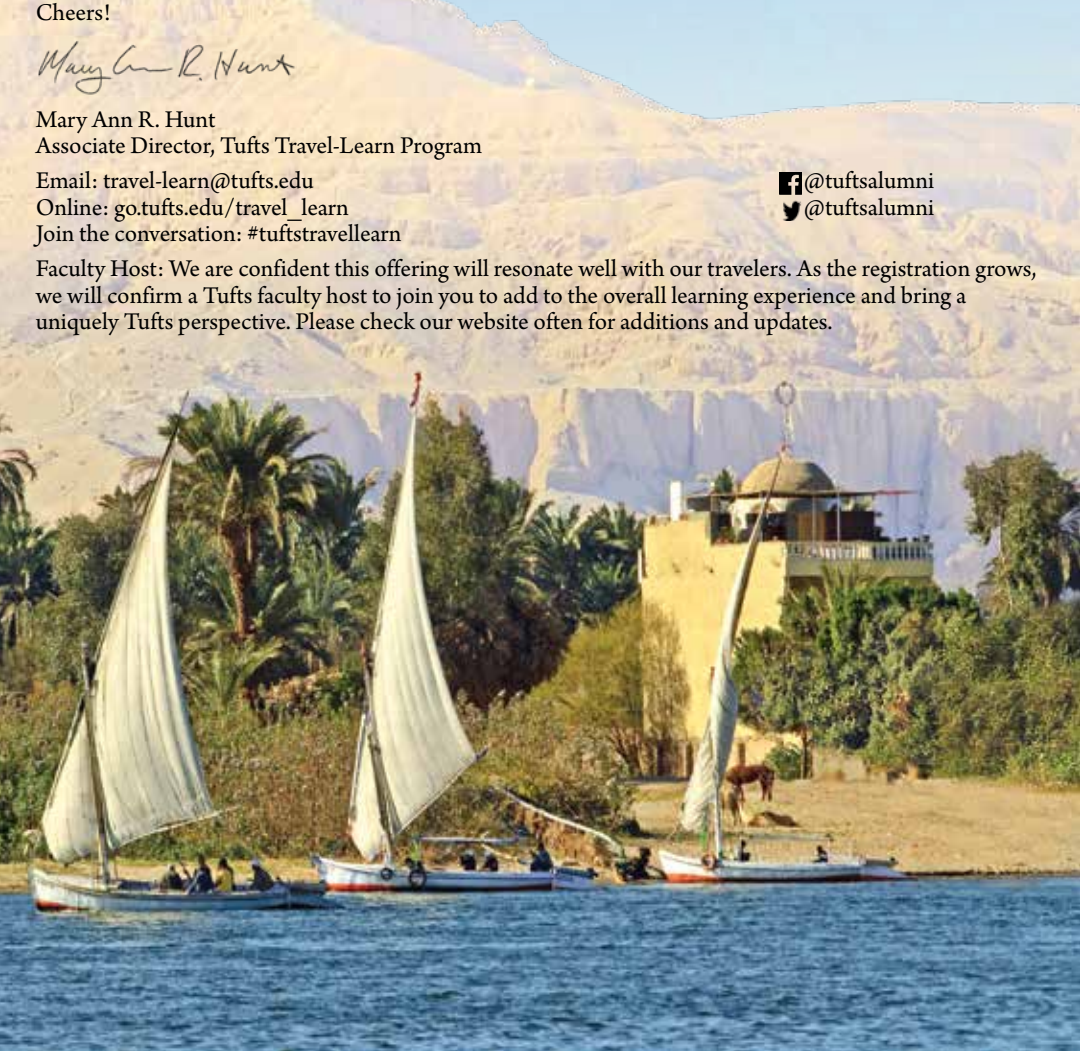 Cheers!
Mary Ann R. Hunt
Mary Ann R. Hunt
Associate Director, Tufts Travel-Learn Program
Email: travel-learn@tufts.edu
Online: go.tufts.edu/travel_learn
Join the conversation: #tuftstravellearn
@tuftsalumni
@tuftsalumni
Faculty Host: We are confident this offering will resonate well with our travelers. As the registration grows,
we will confirm a Tufts faculty host to join you to add to the overall learning experience and bring a
uniquely Tufts perspective. Please check our website often for additions and updates.